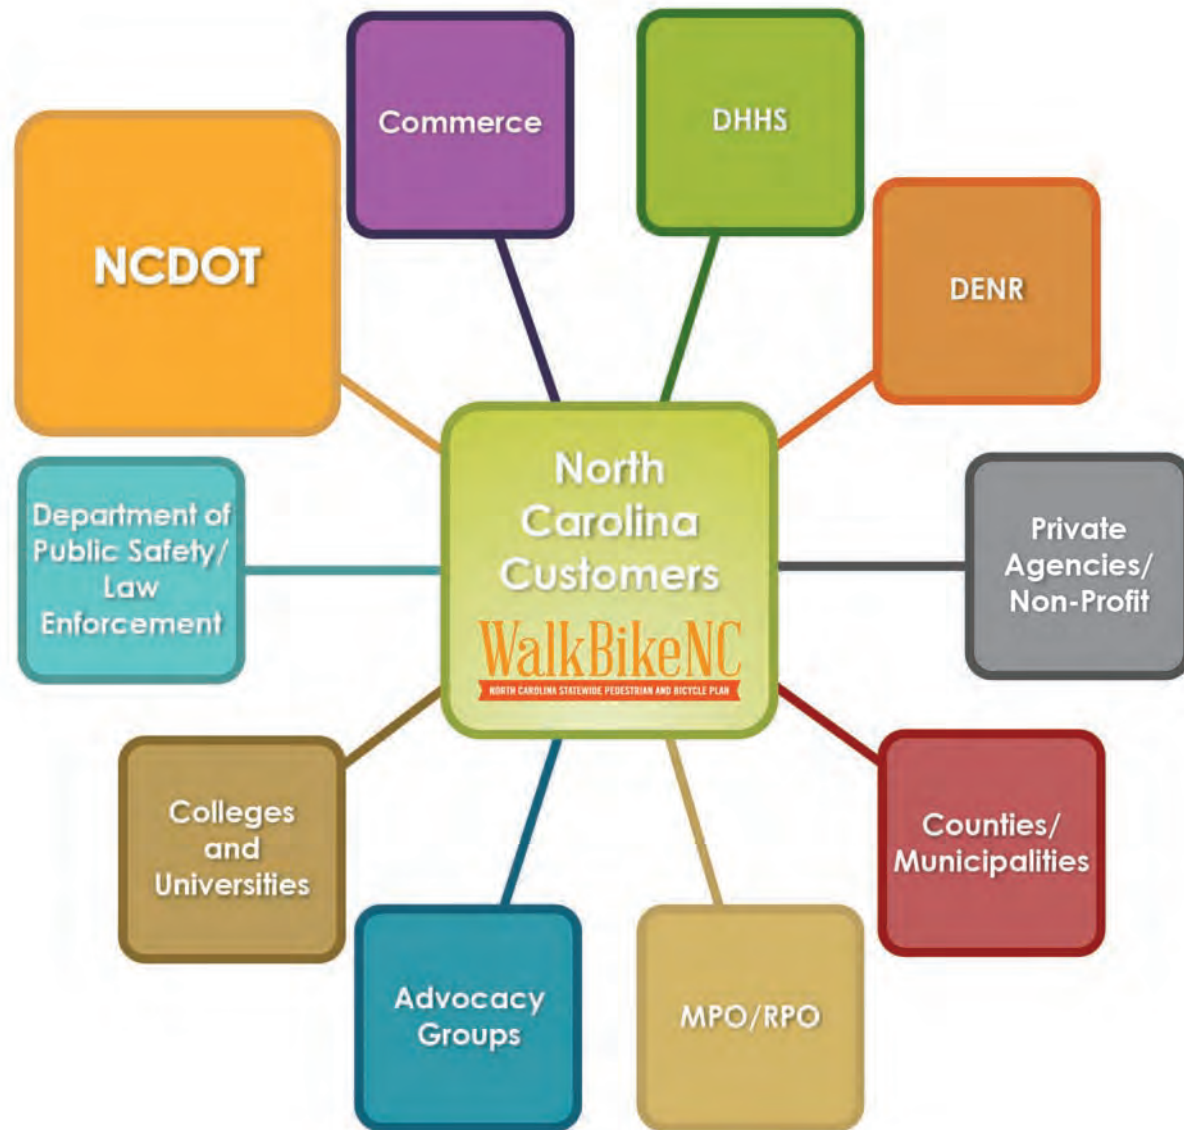 Commerce
DHHS
NCDOT
DENR
North
Carolina
Customers
WalkBikeNC
NORTH CAROLINA STATEWIDE PEDESTRIAN AND BICYCLE PLAN
Department of
Public Safety/
Law
Enforcement
Private
Agencies/
Non-Profit
Colleges
and
Universities
Counties/
Municipalities
Advocacy
Groups
MPO/RPO